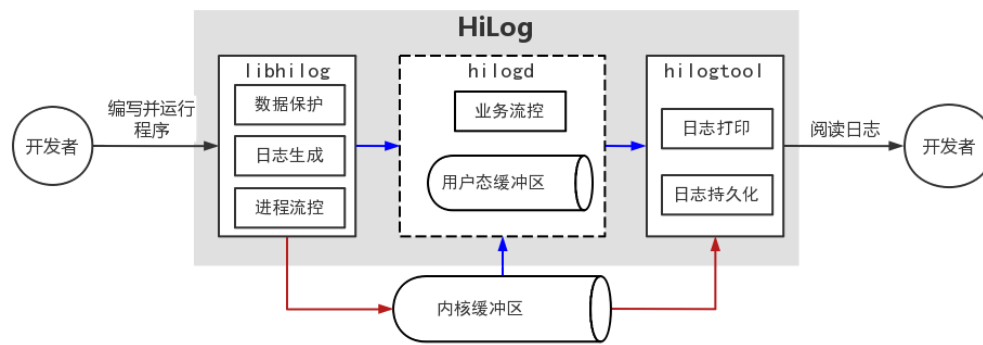 HiLog
libhilog
hilogd
hilogtool
数据保护
业务流控
编写并运行
程序
日志打印
阅读日志
开发者
日志生成
开发者
用户态缓冲区
日志持久化
进程流控
内核缓冲区